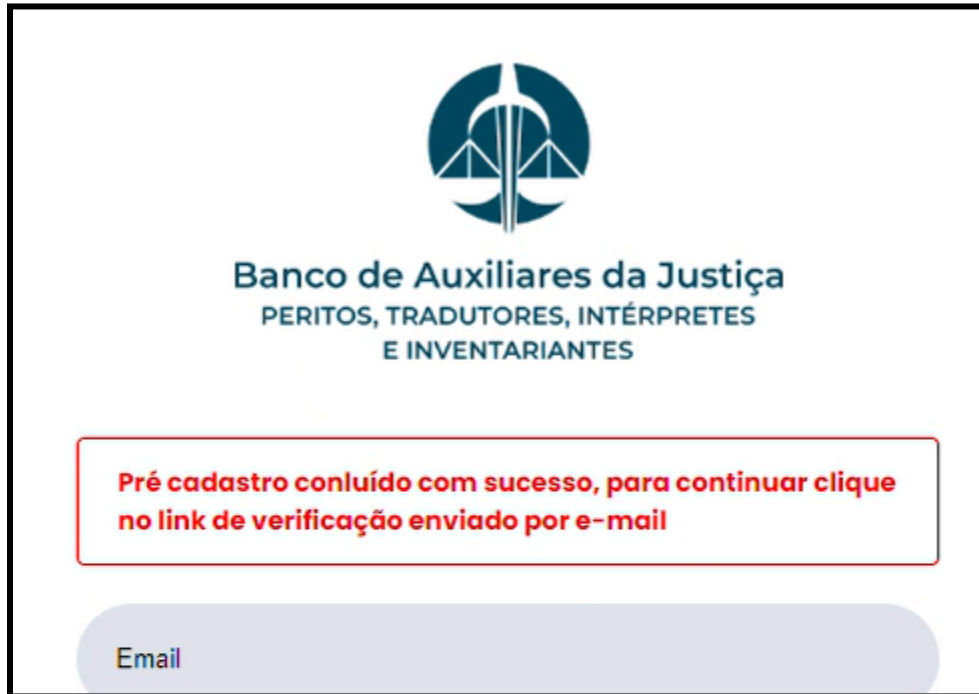 Banco de Auxiliares da Justiça
PERITOS, TRADUTORES, INTÉRPRETES
E INVENTARIANTES
Pré cadastro conluído com sucesso, para continuar clique
no link de verificação enviado por e-mail
Email